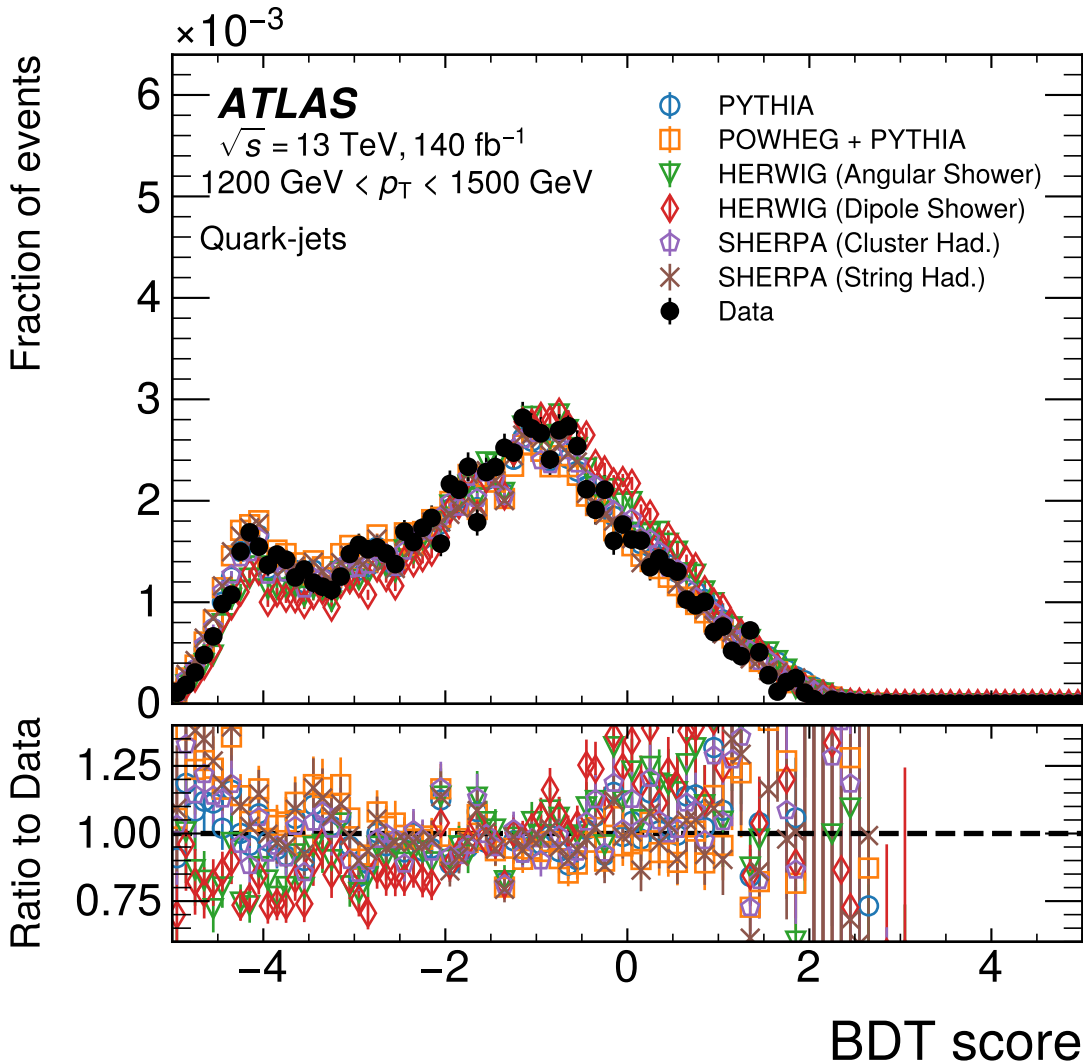 ×10⁻³
Fraction of events
6
5
4
3
2
1
0
ATLAS
√s = 13 TeV, 140 fb⁻¹
1200 GeV < pT < 1500 GeV
Quark-jets
PYTHIA
POWHEG + PYTHIA
HERWIG (Angular Shower)
HERWIG (Dipole Shower)
SHERPA (Cluster Had.)
SHERPA (String Had.)
Data
Ratio to Data
1.25
1.00
0.75
−4 −2 0 2 4
BDT score